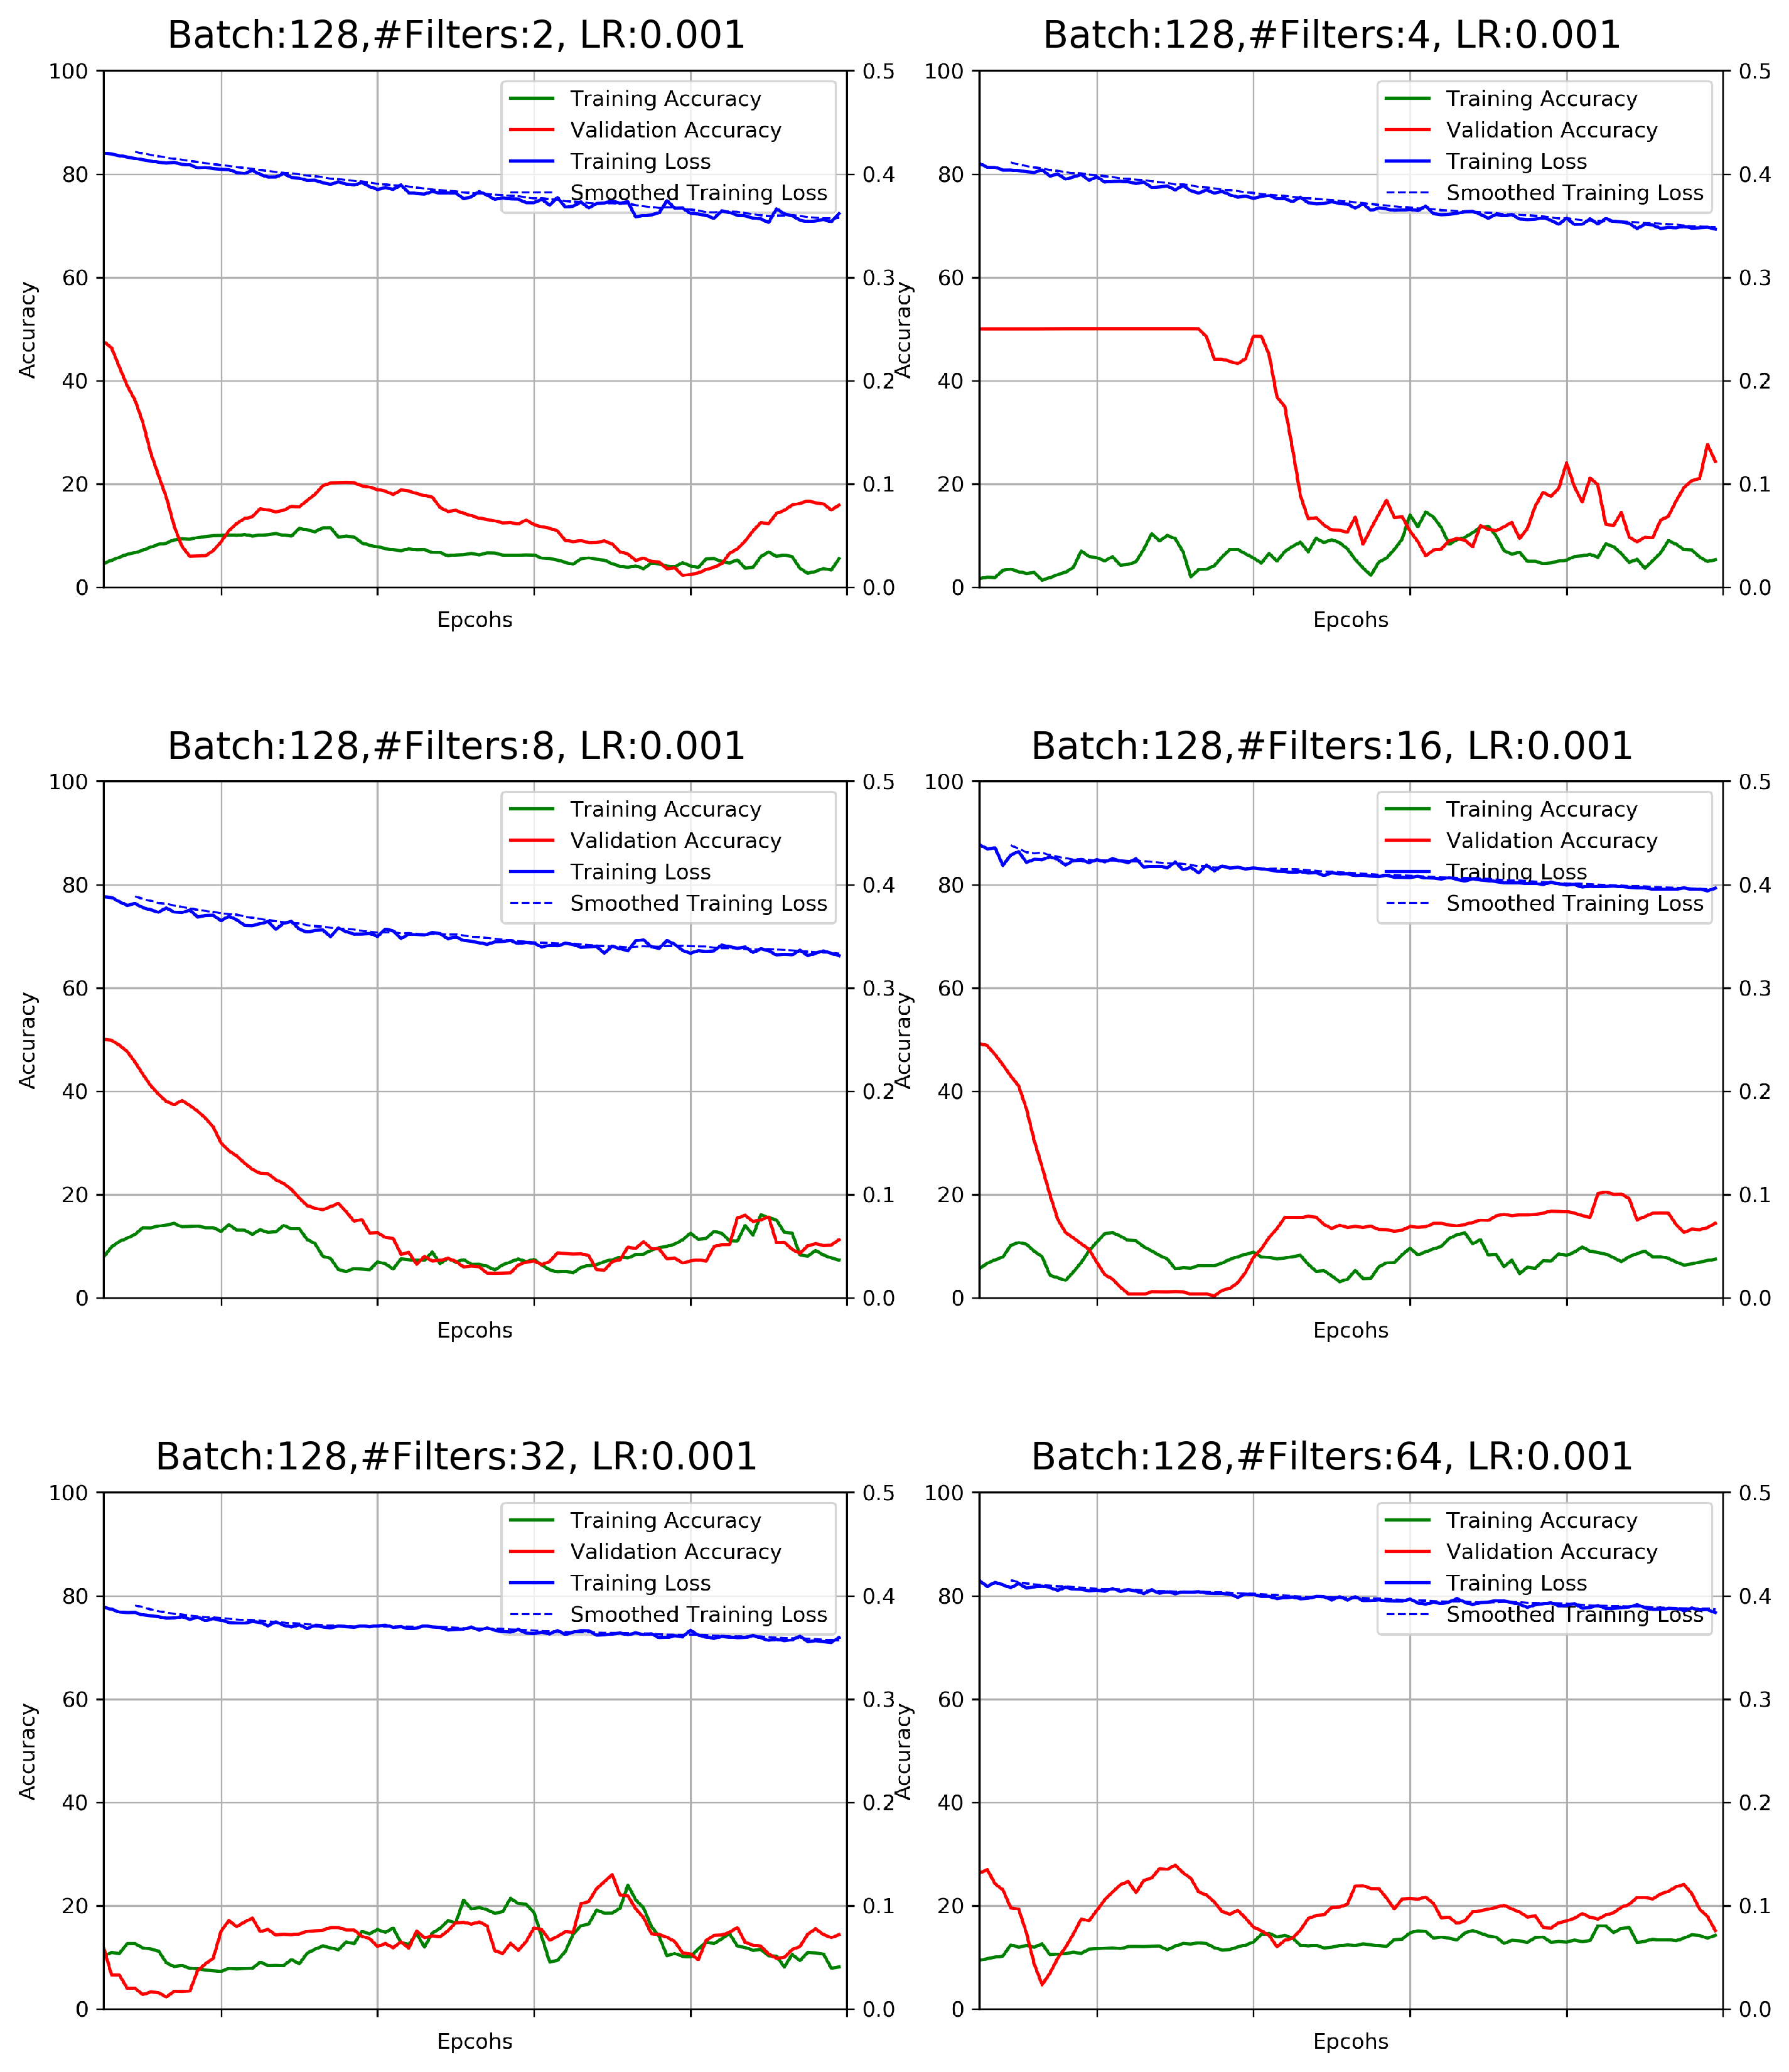 Batch:128,#Filters:2, LR:0.001
100
80
60
40
20
0
0.5
0.4
0.3
0.2
0.1
0.0
Accuracy
Epcohs
Training Accuracy
Validation Accuracy
Training Loss
Smoothed Training Loss
Batch:128,#Filters:4, LR:0.001
100
80
60
40
20
0
0.5
0.4
0.3
0.2
0.1
0.0
Accuracy
Epcohs
Training Accuracy
Validation Accuracy
Training Loss
Smoothed Training Loss
Batch:128,#Filters:8, LR:0.001
100
80
60
40
20
0
0.5
0.4
0.3
0.2
0.1
0.0
Accuracy
Epcohs
Training Accuracy
Validation Accuracy
Training Loss
Smoothed Training Loss
Batch:128,#Filters:16, LR:0.001
100
80
60
40
20
0
0.5
0.4
0.3
0.2
0.1
0.0
Accuracy
Epcohs
Training Accuracy
Validation Accuracy
Training Loss
Smoothed Training Loss
Batch:128,#Filters:32, LR:0.001
100
80
60
40
20
0
0.5
0.4
0.3
0.2
0.1
0.0
Accuracy
Epcohs
Training Accuracy
Validation Accuracy
Training Loss
Smoothed Training Loss
Batch:128,#Filters:64, LR:0.001
100
80
60
40
20
0
0.5
0.4
0.3
0.2
0.1
0.0
Accuracy
Epcohs
Training Accuracy
Validation Accuracy
Training Loss
Smoothed Training Loss